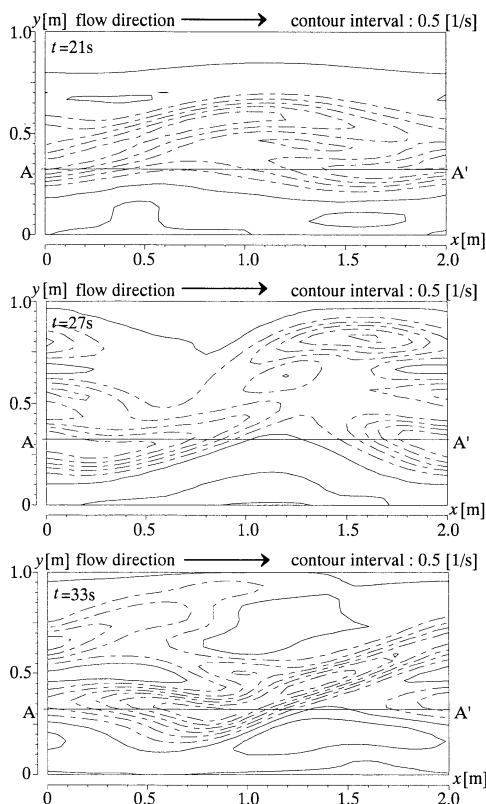 y[m] flow direction contour interval : 0.5 [1/s]
1.0
t=21s
0.5
A A'
0
x[m]
0 0.5 1.0 1.5 2.0
y[m] flow direction contour interval : 0.5 [1/s]
1.0
t=27s
0.5
A A'
0
x[m]
0 0.5 1.0 1.5 2.0
y[m] flow direction contour interval : 0.5 [1/s]
1.0
t=33s
0.5
A A'
0
x[m]
0 0.5 1.0 1.5 2.0